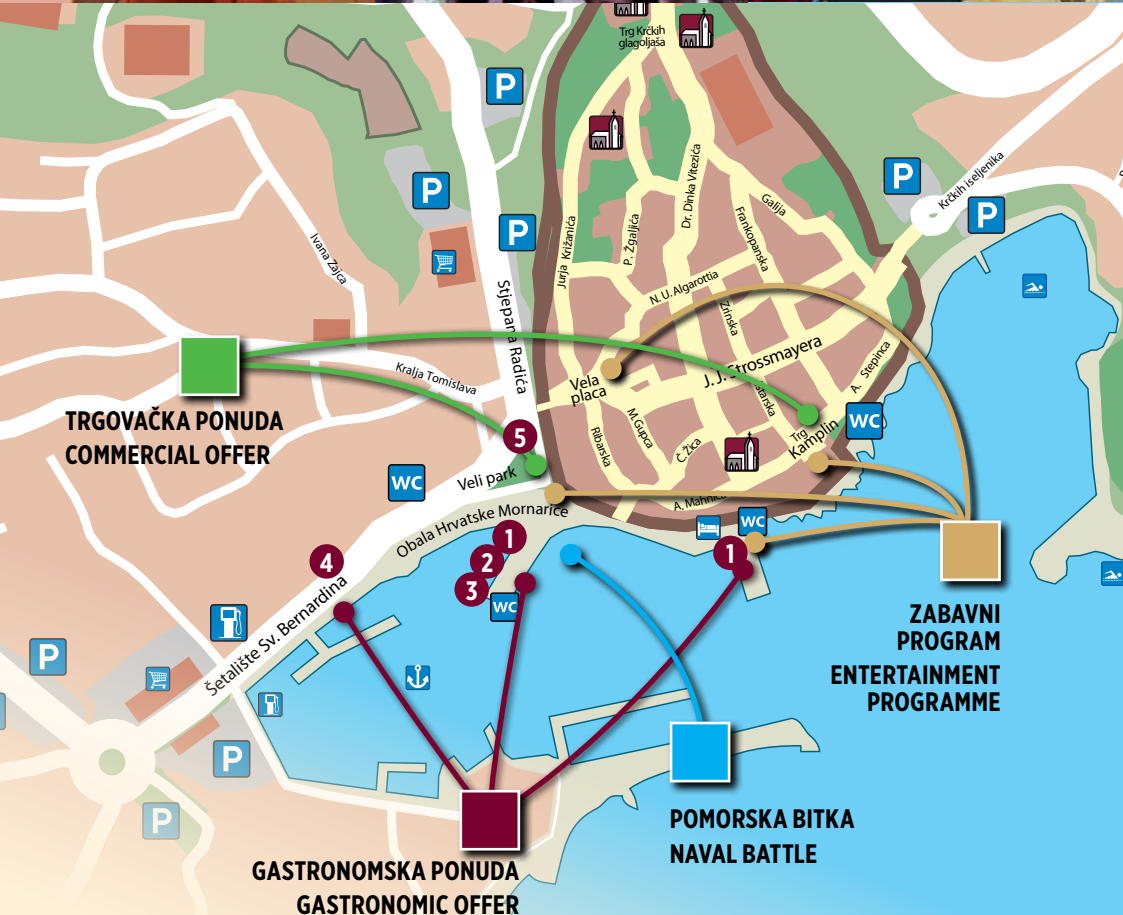 Trg Krčkih
glagoljaša
P
P
P
P
P
Krčkih iseljenika
Ivana Zajca
Stjepana Radića
Jurja Križanića
P. Žgaljića
Dr. Dinka Vitezića
Frankopanska
Galija
N. U. Algarottia
Zrinska
J. J. Strossmayera
A. Stepinca
Vela
placa
Ribarska
M.Gupca
Č.Žica
Trg
Kamplin
WC
A. Mahnića
Kralja Tomislava
TRGOVAČKA PONUDA
COMMERCIAL OFFER
5
Veli park
WC
Obala Hrvatske Mornarice
WC
1
1
2
3
4
WC
Šetalište Sv. Bernardina
P
P
P
ZABAVNI
PROGRAM
ENTERTAINMENT
PROGRAMME
POMORSKA BITKA
NAVAL BATTLE
GASTRONOMSKA PONUDA
GASTRONOMIC OFFER